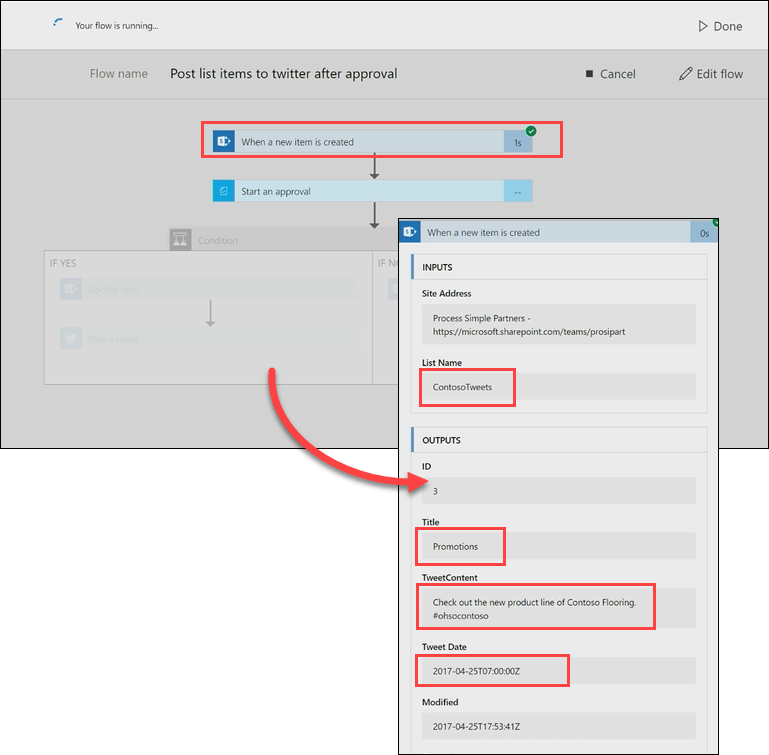 Your flow is running...
Done
Flow name
Post list items to twitter after approval
Cancel
Edit flow
When a new item is created
1s
Start an approval
--
Condition
IF YES
IF NO
Update item
Post a tweet
When a new item is created
0s
INPUTS
Site Address
Process Simple Partners -
https://microsoft.sharepoint.com/teams/prosipart
List Name
ContosoTweets
OUTPUTS
ID
3
Title
Promotions
TweetContent
Check out the new product line of Contoso Flooring.
#ohsocontoso
Tweet Date
2017-04-25T07:00:00Z
Modified
2017-04-25T17:53:41Z